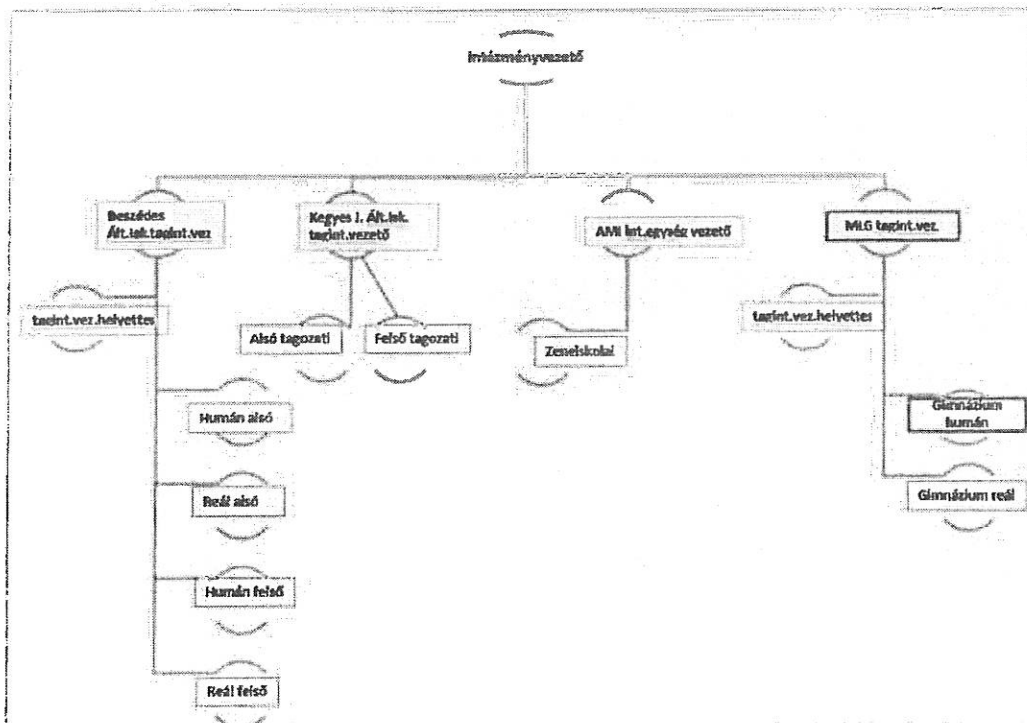 Intézményvezető
Beszédes
Ált.isk.tagint.vez
Kegyes J. Ált.isk.
tagint.vezető
AMI int.egység vezető
MLG tagint.vez.
tagint.vez.helyettes
Alsó tagozati
Felső tagozati
Zeneiskolai
tagint.vez.helyettes
Humán alsó
Gimnázium
humán
Reál alsó
Gimnázium reál
Humán felső
Reál felső